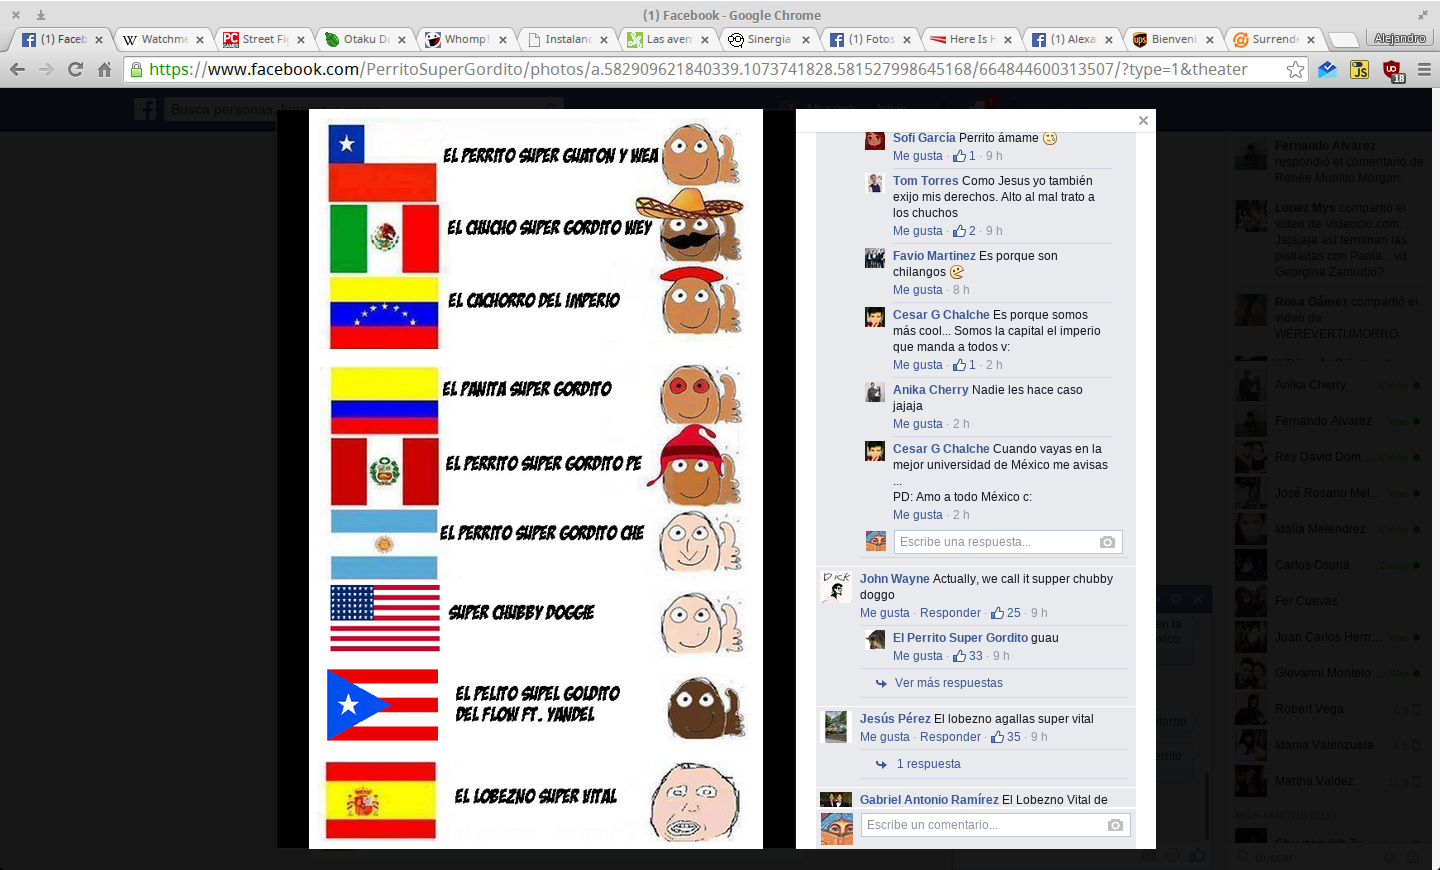 (1) Facebook - Google Chrome
(1) Faceb
Watchme
Street Fi
Otaku Da
Whomp!
Instalan
Las aven
Sinergia
(1) Fotos
Here Is H
(1) Alexa
Bienveni
Surrende
Alejandro
https://www.facebook.com/PerritoSuperGordito/photos/a.582909621840339.1073741828.581527998645168/664844600313507/?type=1&theater
18
EL PERRITO SUPER GUATON Y WEA
EL CHUCHO SUPER GORDITO WEY
EL CACHORRO DEL IMPERIO
EL PANITA SUPER GORDITO
EL PERRITO SUPER GORDITO PE
EL PERRITO SUPER GORDITO CHE
SUPER CHUBBY DOGGIE
EL PELITO SUPEL GOLDITO
DEL FLOW FT. YANDEL
EL LOBEZNO SUPER VITAL
Sofi García Perrito ámame
Me gusta · 1 · 9 h
Tom Torres Como Jesus yo también
exijo mis derechos. Alto al mal trato a
los chuchos
Me gusta · 2 · 9 h
Favio Martinez Es porque son
chilangos
Me gusta · 8 h
Cesar G Chalche Es porque somos
más cool... Somos la capital el imperio
que manda a todos v:
Me gusta · 1 · 2 h
Anika Cherry Nadie les hace caso
jajaja
Me gusta · 2 h
Cesar G Chalche Cuando vayas en la
mejor universidad de México me avisas
...
PD: Amo a todo México c:
Me gusta · 2 h
Escribe una respuesta...
DICK
John Wayne Actually, we call it supper chubby
doggo
Me gusta · Responder · 25 · 9 h
El Perrito Super Gordito guau
Me gusta · 33 · 9 h
Ver más respuestas
Jesús Pérez El lobezno agallas super vital
Me gusta · Responder · 35 · 9 h
1 respuesta
Gabriel Antonio Ramírez El Lobezno Vital de
Escribe un comentario...
Fernando Alvarez
respondió el comentario de
Renée Murillo Morgan.
Lopez Mys compartió el
video de Videocio.com.
Jajajaja asi terminan las
pistiadas con Paola... vd
Georgina Zamudio?
Rosa Gámez compartió el
video de
WEREVERTUMORRO.
Anika Cherry
Fernando Alvarez Web
Rey David Dom...
José Rosario Mel... Web
Idalia Melendrez
Carlos Osuna
Fer Cuevas
Juan Carlos Hern... Web
Giovanni Montelo...
Robert Vega
Idania Valenzuela
Martha Valdez
MÁS AMIGOS (21)
Buscar